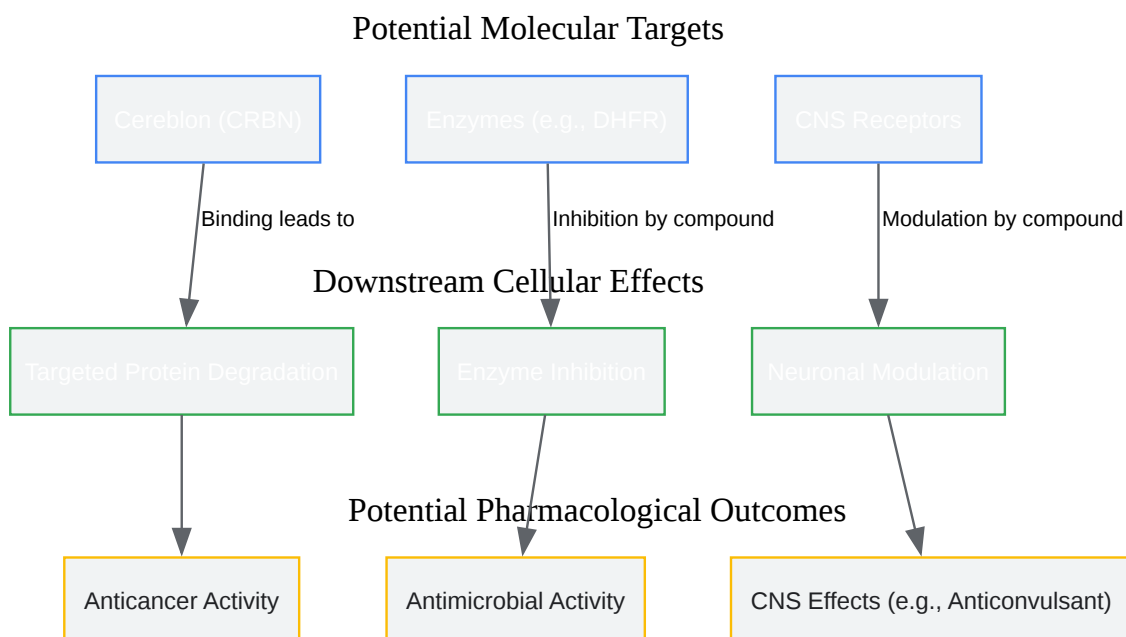 Potential Molecular Targets
Cereblon (CRBN)
Enzymes (e.g., DHFR)
CNS Receptors
Binding leads to
Inhibition by compound
Modulation by compound
Downstream Cellular Effects
Targeted Protein Degradation
Enzyme Inhibition
Neuronal Modulation
Potential Pharmacological Outcomes
Anticancer Activity
Antimicrobial Activity
CNS Effects (e.g., Anticonvulsant)